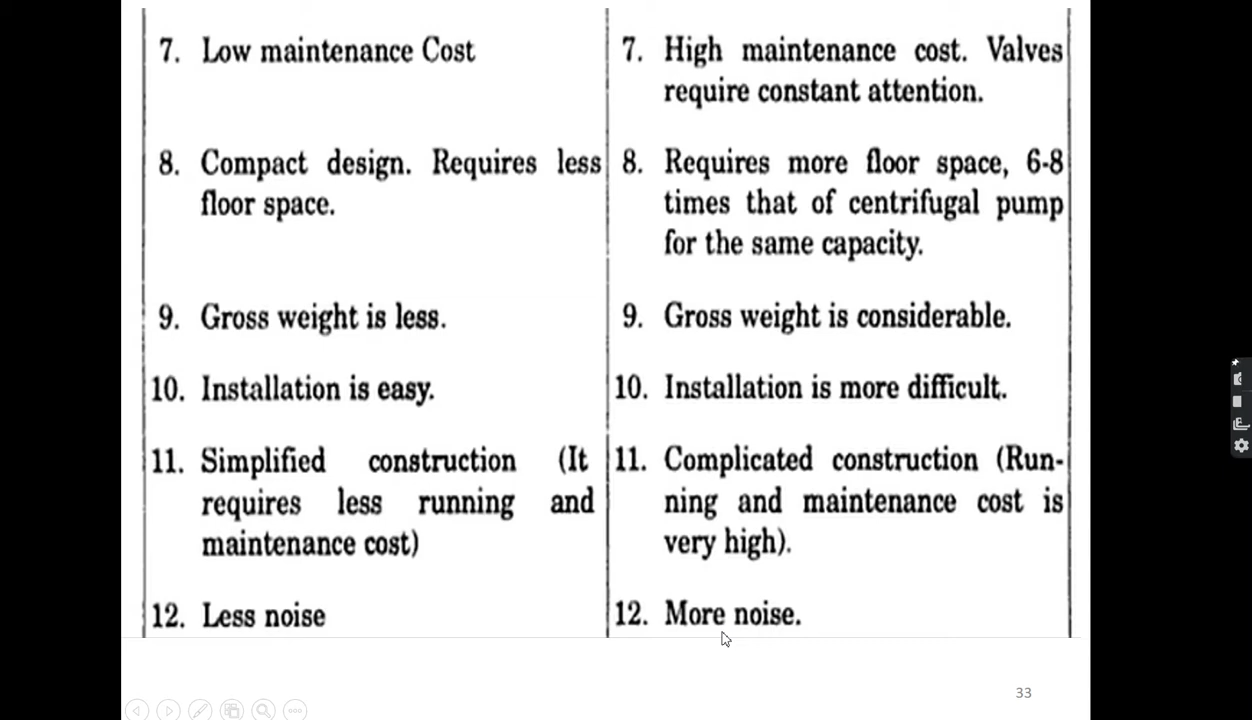 7. Low maintenance Cost
8. Compact design. Requires less
floor space.
9. Gross weight is less.
10. Installation is easy.
11. Simplified construction (It
requires less running and
maintenance cost)
12. Less noise
7. High maintenance cost. Valves
require constant attention.
8. Requires more floor space, 6-8
times that of centrifugal pump
for the same capacity.
9. Gross weight is considerable.
10. Installation is more difficult.
11. Complicated construction (Run-
ning and maintenance cost is
very high).
12. More noise.
33